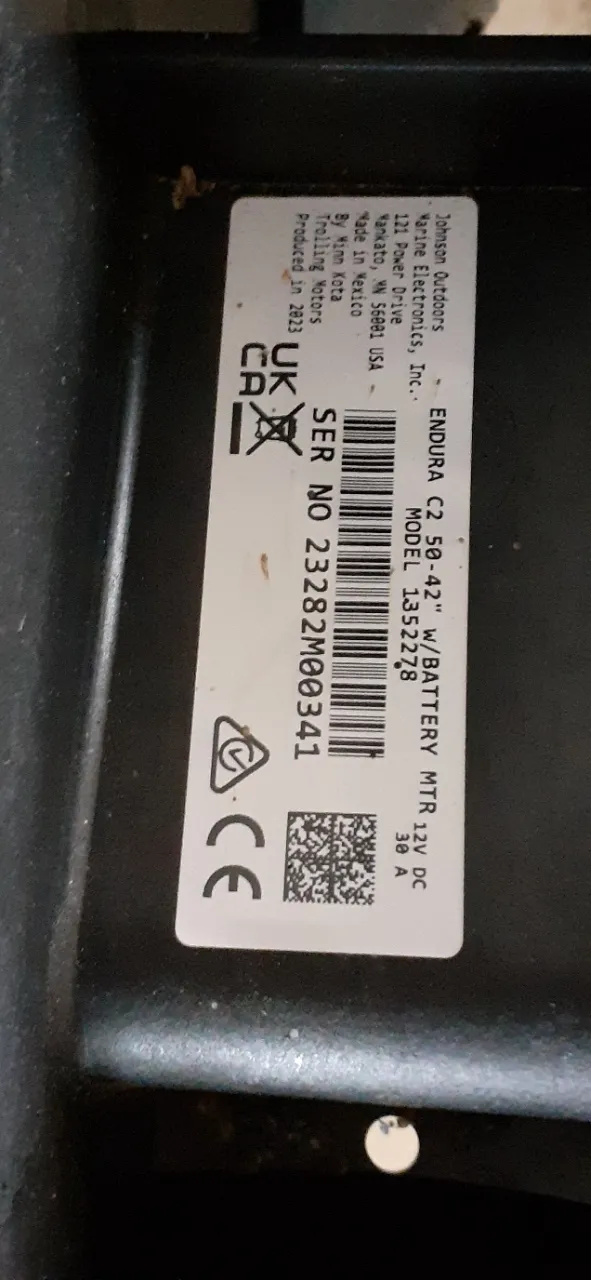 Johnson Outdoors
Marine Electronics, Inc.
121 Power Drive
Mankato, MN 56001 USA
Made in Mexico
By Minn Kota
Trolling Motors
Produced in 2023
ENDURA C2 50-42" W/BATTERY MTR
MODEL 1352278
12V DC
30 A
SER NO 23282M00341
UK
CA
CE